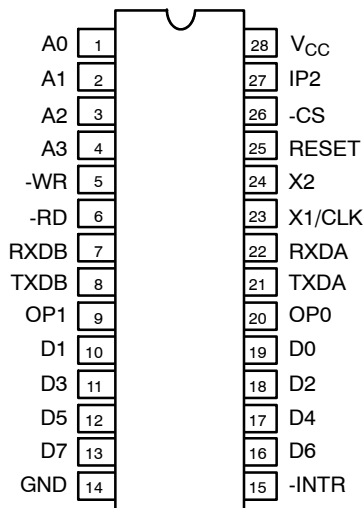 A0 1 28 VCC
A1 2 27 IP2
A2 3 26 -CS
A3 4 25 RESET
-WR 5 24 X2
-RD 6 23 X1/CLK
RXDB 7 22 RXDA
TXDB 8 21 TXDA
OP1 9 20 OP0
D1 10 19 D0
D3 11 18 D2
D5 12 17 D4
D7 13 16 D6
GND 14 15 -INTR